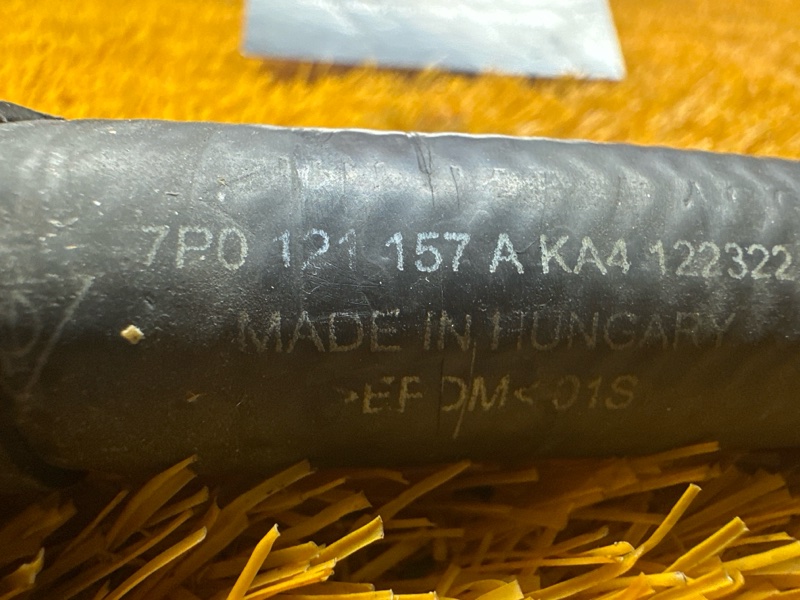 7P0 121 157 A KA4 122322
MADE IN HUNGARY
>EPDM< 01S